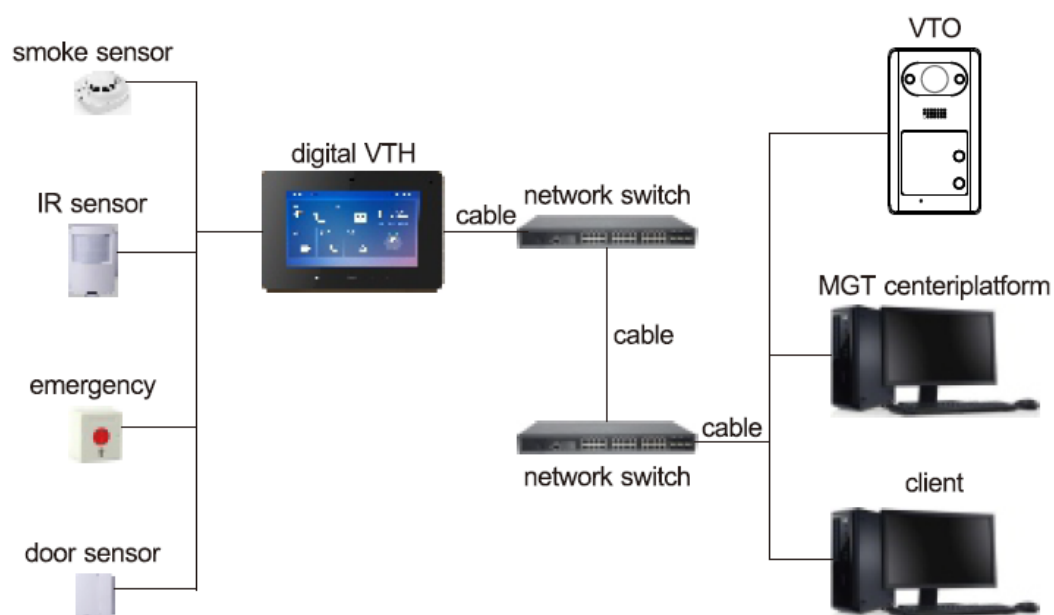 VTO
smoke sensor
digital VTH
IR sensor
cable
network switch
MGT centeriplatform
cable
emergency
cable
network switch
client
door sensor